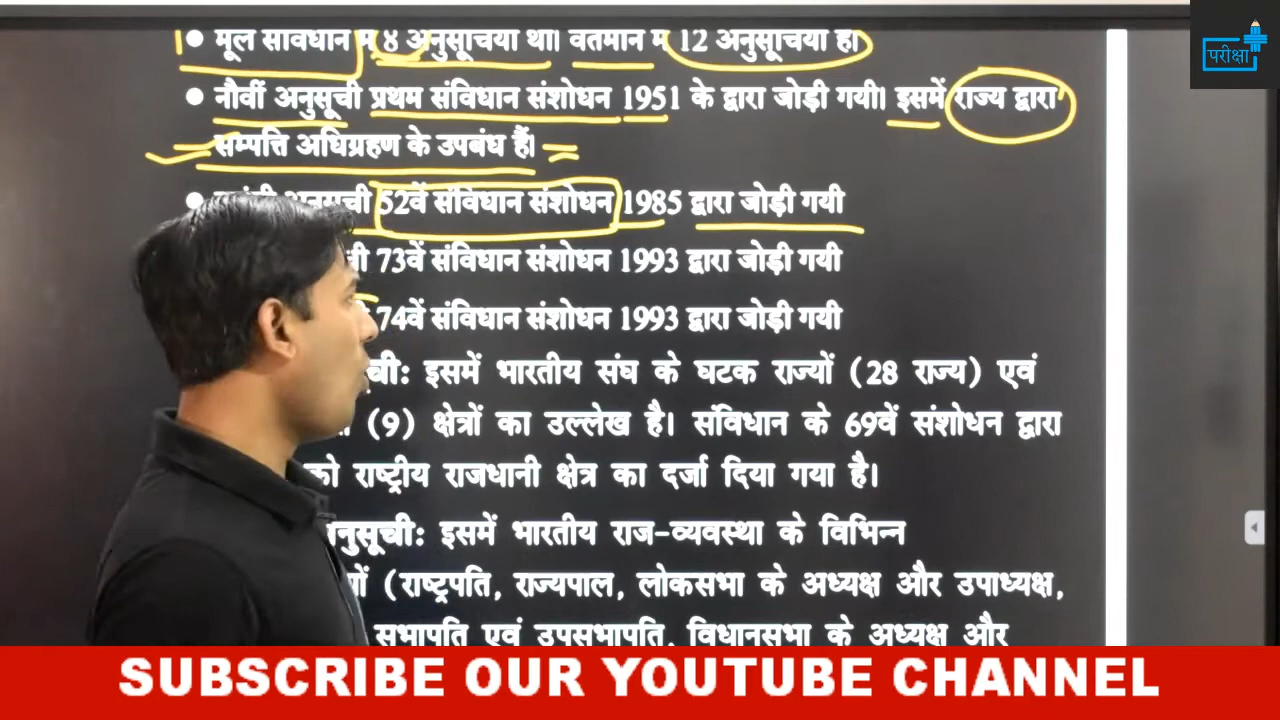 परीक्षा
• मूल संविधान में 8 अनुसूचियां थीं। वर्तमान में 12 अनुसूचियां हैं।
• नौवीं अनुसूची प्रथम संविधान संशोधन 1951 के द्वारा जोड़ी गयी। इसमें राज्य द्वारा
सम्पत्ति अधिग्रहण के उपबंध हैं।
• अनुसूची 52वें संविधान संशोधन 1985 द्वारा जोड़ी गयी
73वें संविधान संशोधन 1993 द्वारा जोड़ी गयी
74वें संविधान संशोधन 1993 द्वारा जोड़ी गयी
इसमें भारतीय संघ के घटक राज्यों (28 राज्य) एवं
(9) क्षेत्रों का उल्लेख है। संविधान के 69वें संशोधन द्वारा
को राष्ट्रीय राजधानी क्षेत्र का दर्जा दिया गया है।
अनुसूची: इसमें भारतीय राज-व्यवस्था के विभिन्न
(राष्ट्रपति, राज्यपाल, लोकसभा के अध्यक्ष और उपाध्यक्ष,
सभापति एवं उपसभापति, विधानसभा के अध्यक्ष और
SUBSCRIBE OUR YOUTUBE CHANNEL